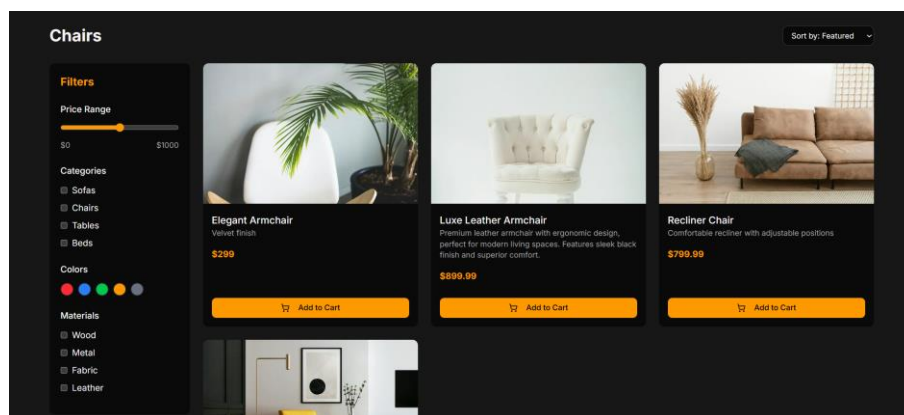 Chairs
Sort by: Featured
Filters
Price Range
$0
$1000
Categories
Sofas
Chairs
Tables
Beds
Colors
Materials
Wood
Metal
Fabric
Leather
Elegant Armchair
Velvet finish
$299
Add to Cart
Luxe Leather Armchair
Premium leather armchair with ergonomic design,
perfect for modern living spaces. Features sleek black
finish and superior comfort.
$899.99
Add to Cart
Recliner Chair
Comfortable recliner with adjustable positions
$799.99
Add to Cart